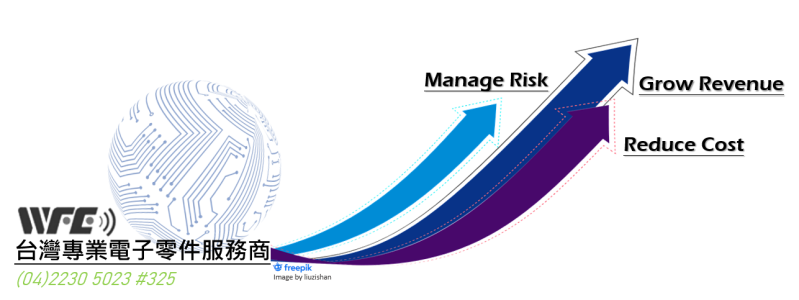 Manage Risk
Grow Revenue
Reduce Cost
WFE
台灣專業電子零件服務商
(04)2230 5023 #325
freepik
Image by liuzishan